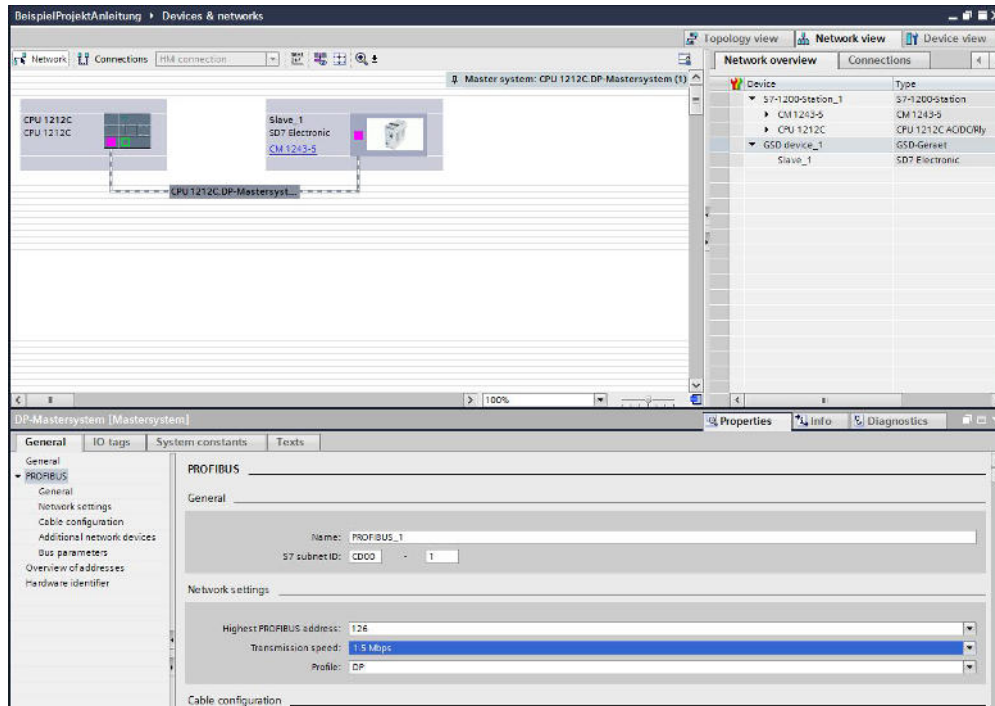 BeispielProjektAnleitung ▸ Devices & networks
Topology view Network view Device view
Network Connections HMI connection
Network overview Connections
Master system: CPU 1212C.DP-Mastersystem (1)
Device Type
S7-1200-Station_1 S7-1200-Station
CM 1243-5 CM 1243-5
CPU 1212C CPU 1212C AC/DC/Rly
GSD device_1 GSD-Gerset
Slave_1 SD7 Electronic
CPU 1212C
CPU 1212C
Slave_1
SD7 Electronic
CM 1243-5
CPU 1212C.DP-Mastersyst...
100%
DP-Mastersystem [Mastersystem]
Properties Info Diagnostics
General IO tags System constants Texts
General
PROFIBUS
General
Network settings
Cable configuration
Additional network devices
Bus parameters
Overview of addresses
Hardware identifier
PROFIBUS
General
Name: PROFIBUS_1
S7 subnet ID: CD00 - 1
Network settings
Highest PROFIBUS address: 126
Transmission speed: 1.5 Mbps
Profile: DP
Cable configuration